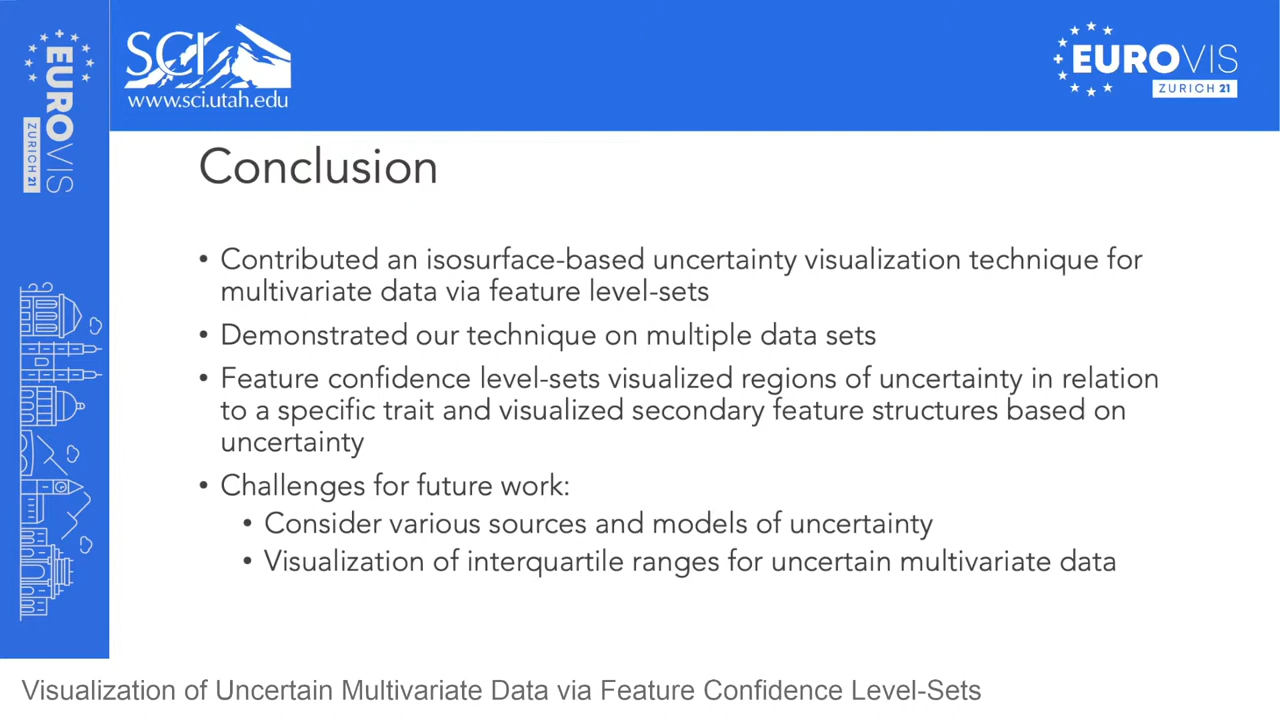 SCI
www.sci.utah.edu
EUROVIS
ZURICH 21
EUROVIS
ZURICH 21
Conclusion
• Contributed an isosurface-based uncertainty visualization technique for
multivariate data via feature level-sets
• Demonstrated our technique on multiple data sets
• Feature confidence level-sets visualized regions of uncertainty in relation
to a specific trait and visualized secondary feature structures based on
uncertainty
• Challenges for future work:
• Consider various sources and models of uncertainty
• Visualization of interquartile ranges for uncertain multivariate data
Visualization of Uncertain Multivariate Data via Feature Confidence Level-Sets